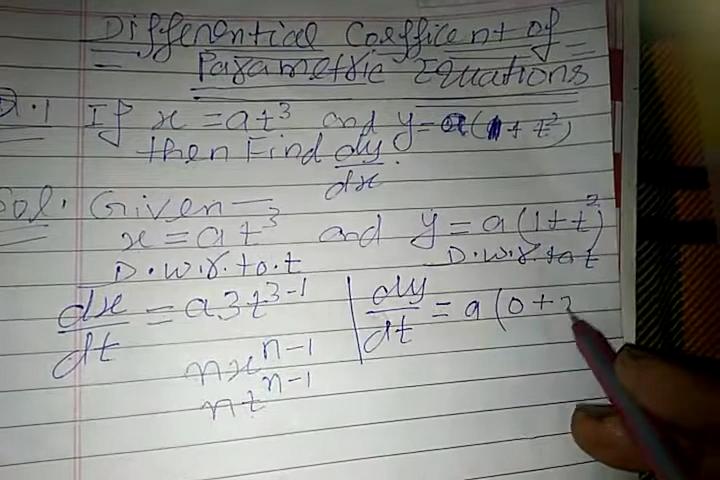 Differential Coefficent of
Parametric Equations
Q.1 If x = at³ and y = a(1+t²)
then Find dy/dx.
Sol. Given —
x = at³ and y = a(1+t²)
D.w.r.to.t D.w.r.to t
dx/dt = a3t³⁻¹ | dy/dt = a(0+2
nxⁿ⁻¹
ntⁿ⁻¹